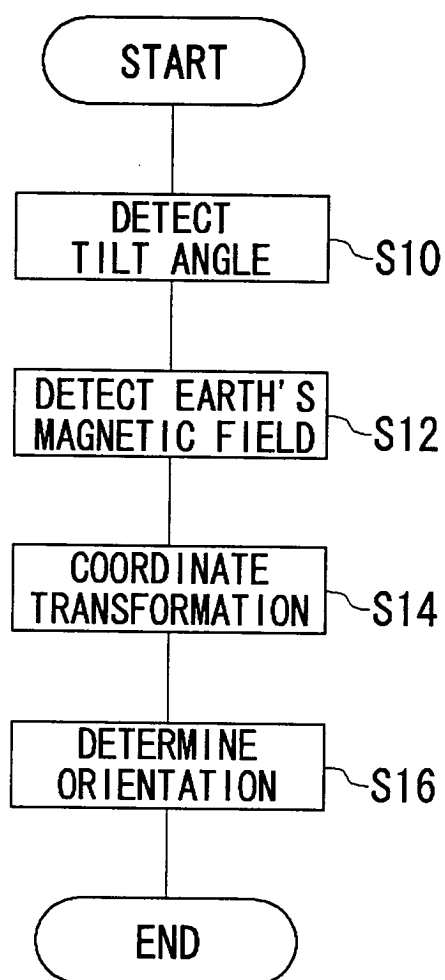 START
DETECT
TILT ANGLE
S10
DETECT EARTH'S
MAGNETIC FIELD
S12
COORDINATE
TRANSFORMATION
S14
DETERMINE
ORIENTATION
S16
END